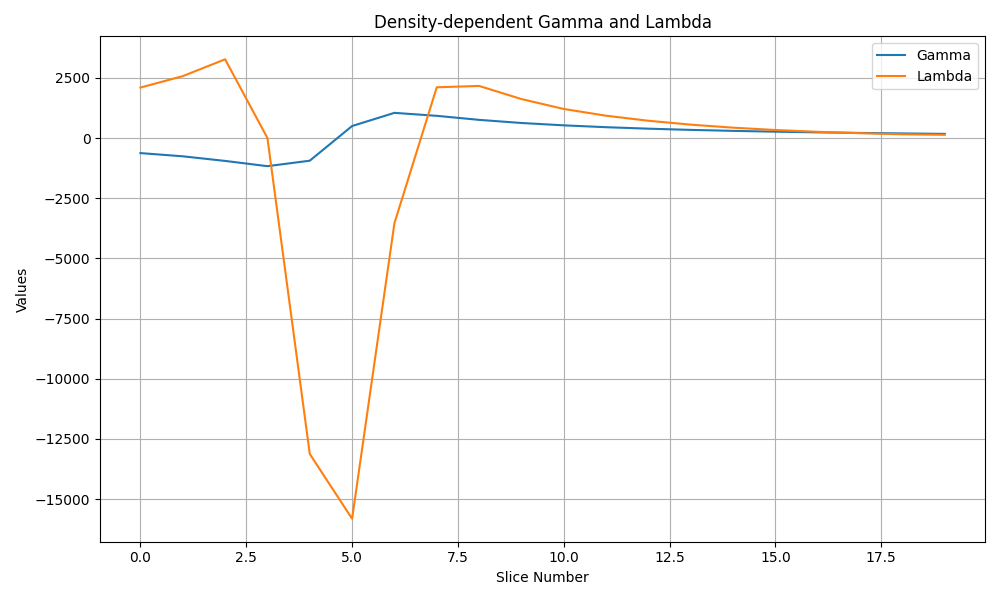 Density-dependent Gamma and Lambda
Gamma
Lambda
Values
2500
0
−2500
−5000
−7500
−10000
−12500
−15000
0.0 2.5 5.0 7.5 10.0 12.5 15.0 17.5
Slice Number